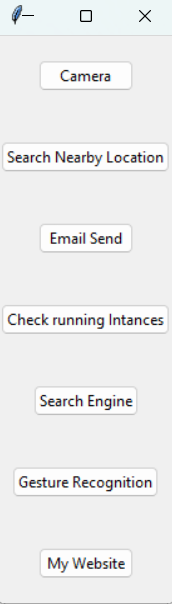 Camera
Search Nearby Location
Email Send
Check running Intances
Search Engine
Gesture Recognition
My Website